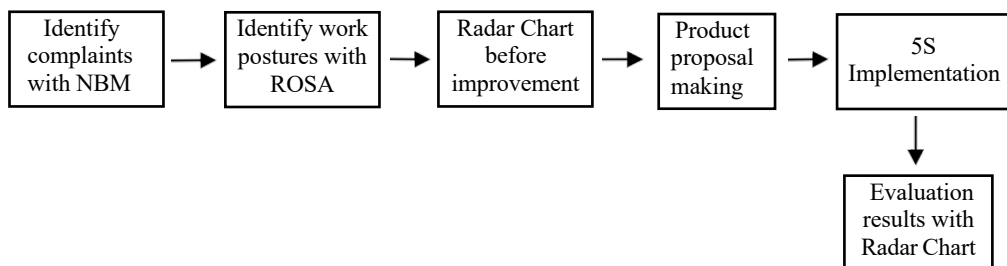 Identify
complaints
with NBM
Identify work
postures with
ROSA
Radar Chart
before
improvement
Product
proposal
making
5S
Implementation
Evaluation
results with
Radar Chart